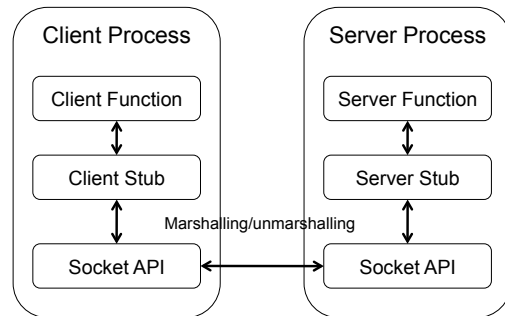 Client Process
Server Process
Client Function
Server Function
Client Stub
Server Stub
Marshalling/unmarshalling
Socket API
Socket API